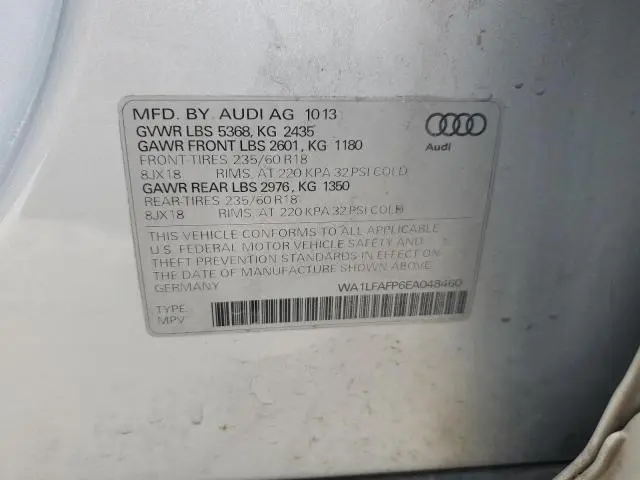 MFD. BY AUDI AG 10 13
GVWR LBS 5368, KG 2435
GAWR FRONT LBS 2601, KG 1180
FRONT-TIRES 235/60 R18
8JX18 RIMS, AT 220 KPA 32 PSI COLD
GAWR REAR LBS 2976, KG 1350
REAR-TIRES 235/60 R18
8JX18 RIMS, AT 220 KPA 32 PSI COLD
Audi
THIS VEHICLE CONFORMS TO ALL APPLICABLE
U.S. FEDERAL MOTOR VEHICLE SAFETY AND
THEFT PREVENTION STANDARDS IN EFFECT ON
THE DATE OF MANUFACTURE SHOWN ABOVE.
GERMANY WA1LFAFP6EA048460
TYPE:
MPV